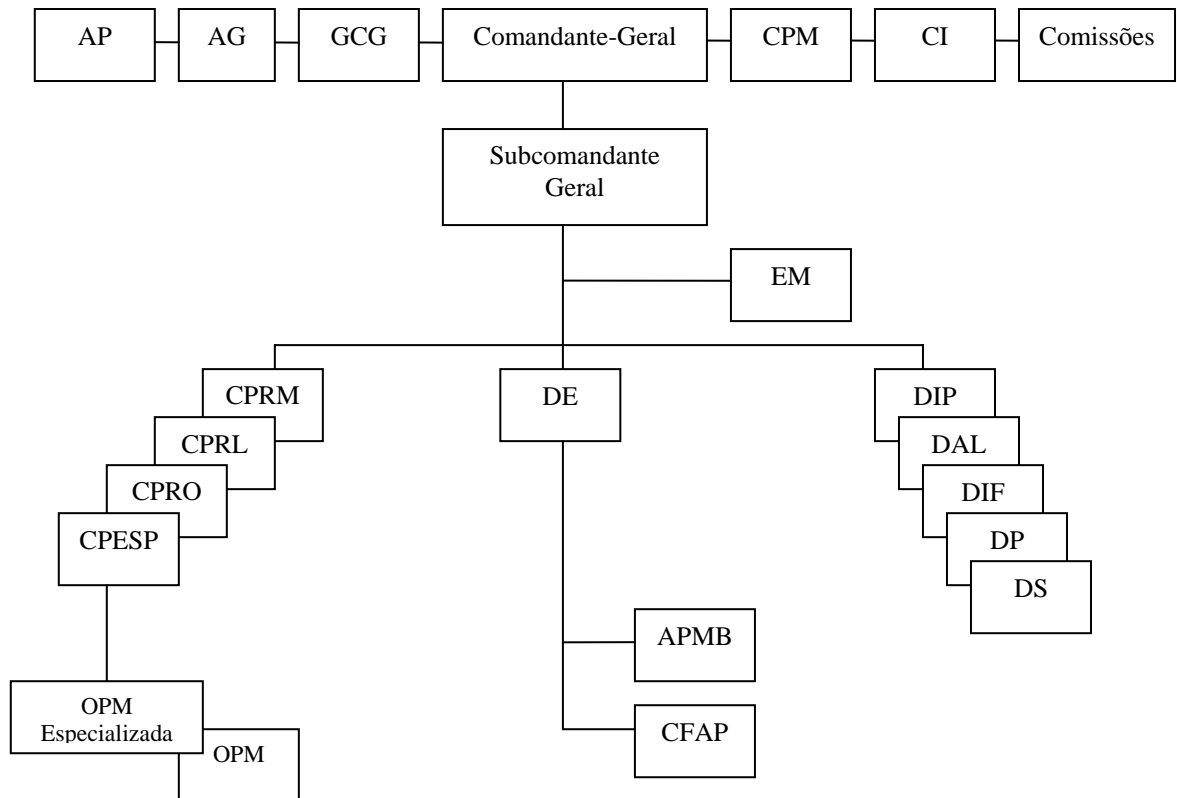 AP
AG
GCG
Comandante-Geral
CPM
CI
Comissões
Subcomandante
Geral
EM
CPRM
CPRL
CPRO
CPESP
DE
DIP
DAL
DIF
DP
DS
APMB
CFAP
OPM
Especializada
OPM